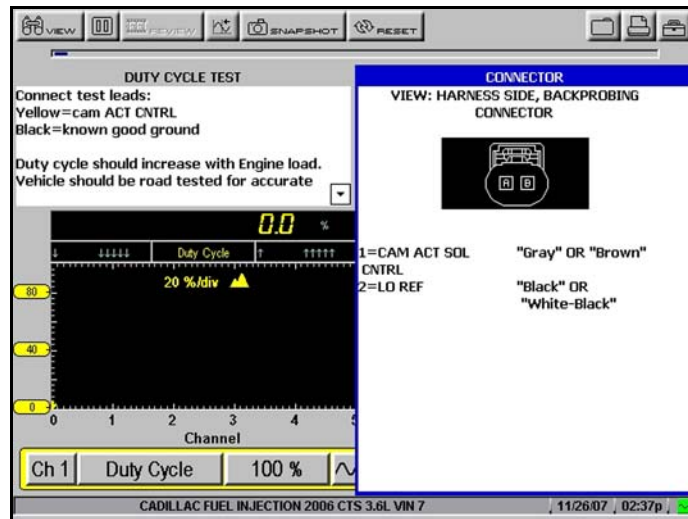 VIEW
REVIEW
SNAPSHOT
RESET
DUTY CYCLE TEST
Connect test leads:
Yellow=cam ACT CNTRL
Black=known good ground
Duty cycle should increase with Engine load.
Vehicle should be road tested for accurate
0.0 %
↓ ↓↓↓↓↓ Duty Cycle ↑ ↑↑↑↑↑
20 %/div
80
40
0
0 1 2 3 4
Channel
Ch 1 Duty Cycle 100 %
CONNECTOR
VIEW: HARNESS SIDE, BACKPROBING
CONNECTOR
A B
1=CAM ACT SOL "Gray" OR "Brown"
CNTRL
2=LO REF "Black" OR
"White-Black"
CADILLAC FUEL INJECTION 2006 CTS 3.6L VIN 7 11/26/07 02:37p